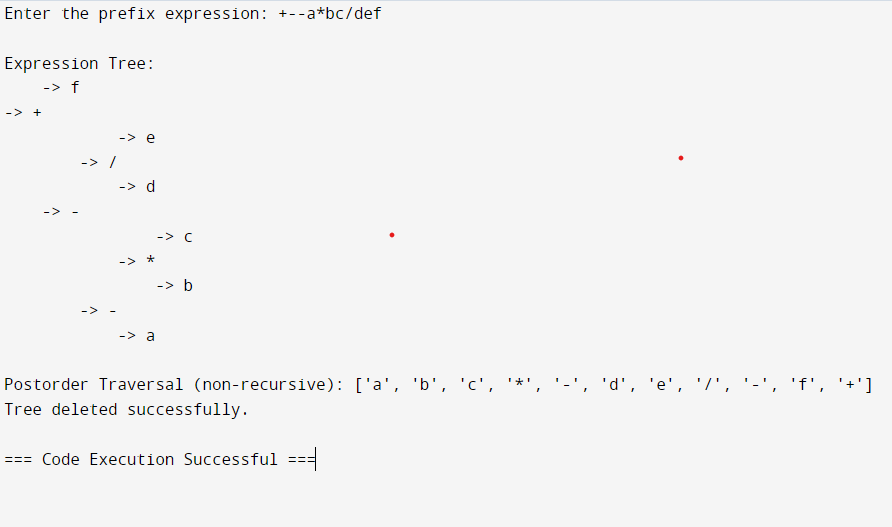 Enter the prefix expression: +--a*bc/def
Expression Tree:
    -> f
-> +
            -> e
        -> /
            -> d
    -> -
                -> c
            -> *
                -> b
        -> -
            -> a
Postorder Traversal (non-recursive): ['a', 'b', 'c', '*', '-', 'd', 'e', '/', '-', 'f', '+']
Tree deleted successfully.
=== Code Execution Successful ===